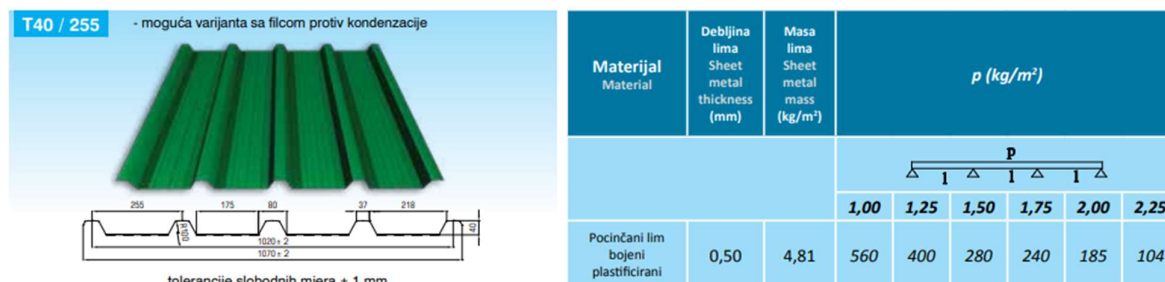 T40 / 255
- moguća varijanta sa filcom protiv kondenzacije
255
175
80
37
218
R100
40
1020± 2
1070± 2
tolerancije slobodnih mjera ± 1 mm
Materijal
Material
Debljina
lima
Sheet
metal
thickness
(mm)
Masa
lima
Sheet
metal
mass
(kg/m²)
p (kg/m²)
p
l l l
1,00 1,25 1,50 1,75 2,00 2,25
Pocinčani lim
bojeni
plastificirani
0,50 4,81 560 400 280 240 185 104